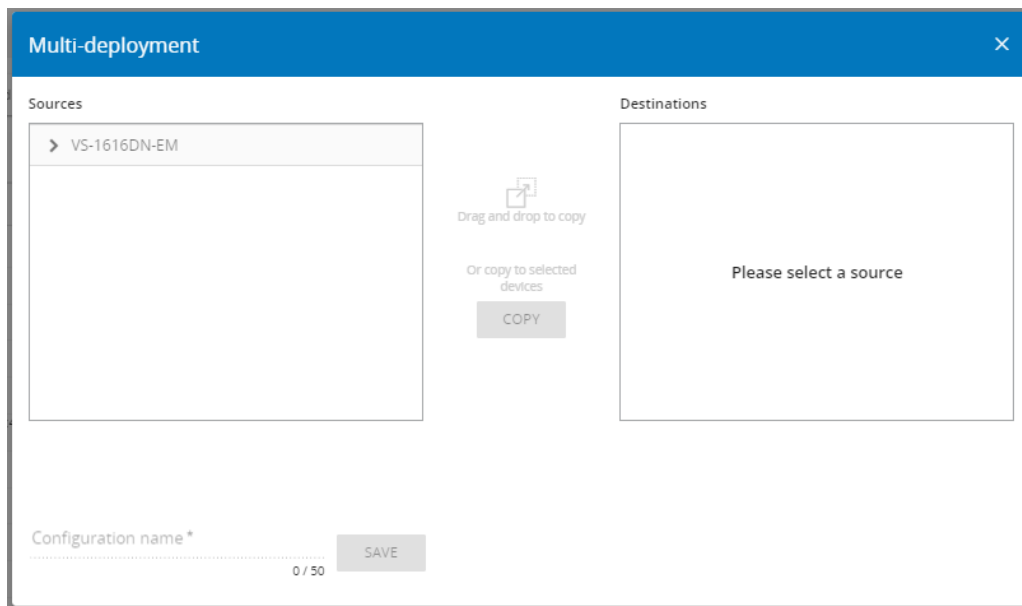 Multi-deployment
Sources
Destinations
VS-1616DN-EM
Drag and drop to copy
Please select a source
Or copy to selected
devices
COPY
Configuration name*
SAVE
0 / 50